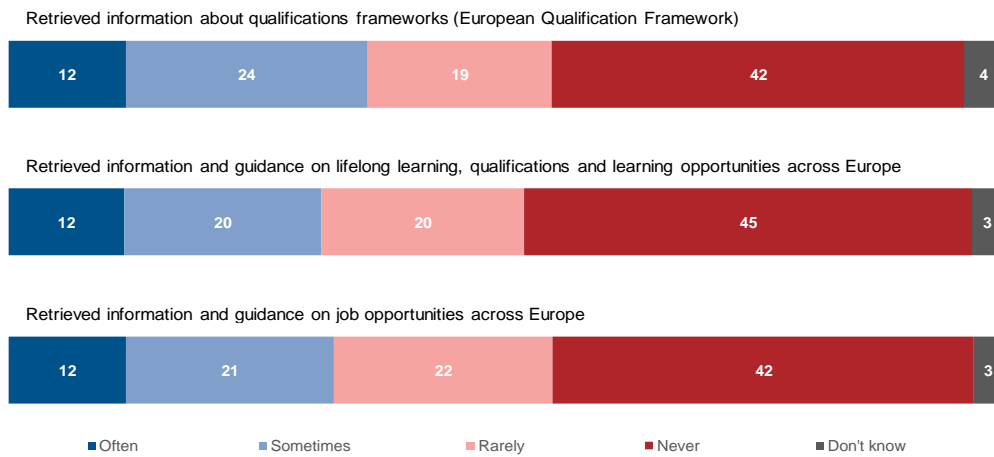 Retrieved information about qualifications frameworks (European Qualification Framework)
12 24 19 42 4
Retrieved information and guidance on lifelong learning, qualifications and learning opportunities across Europe
12 20 20 45 3
Retrieved information and guidance on job opportunities across Europe
12 21 22 42 3
Often Sometimes Rarely Never Don't know